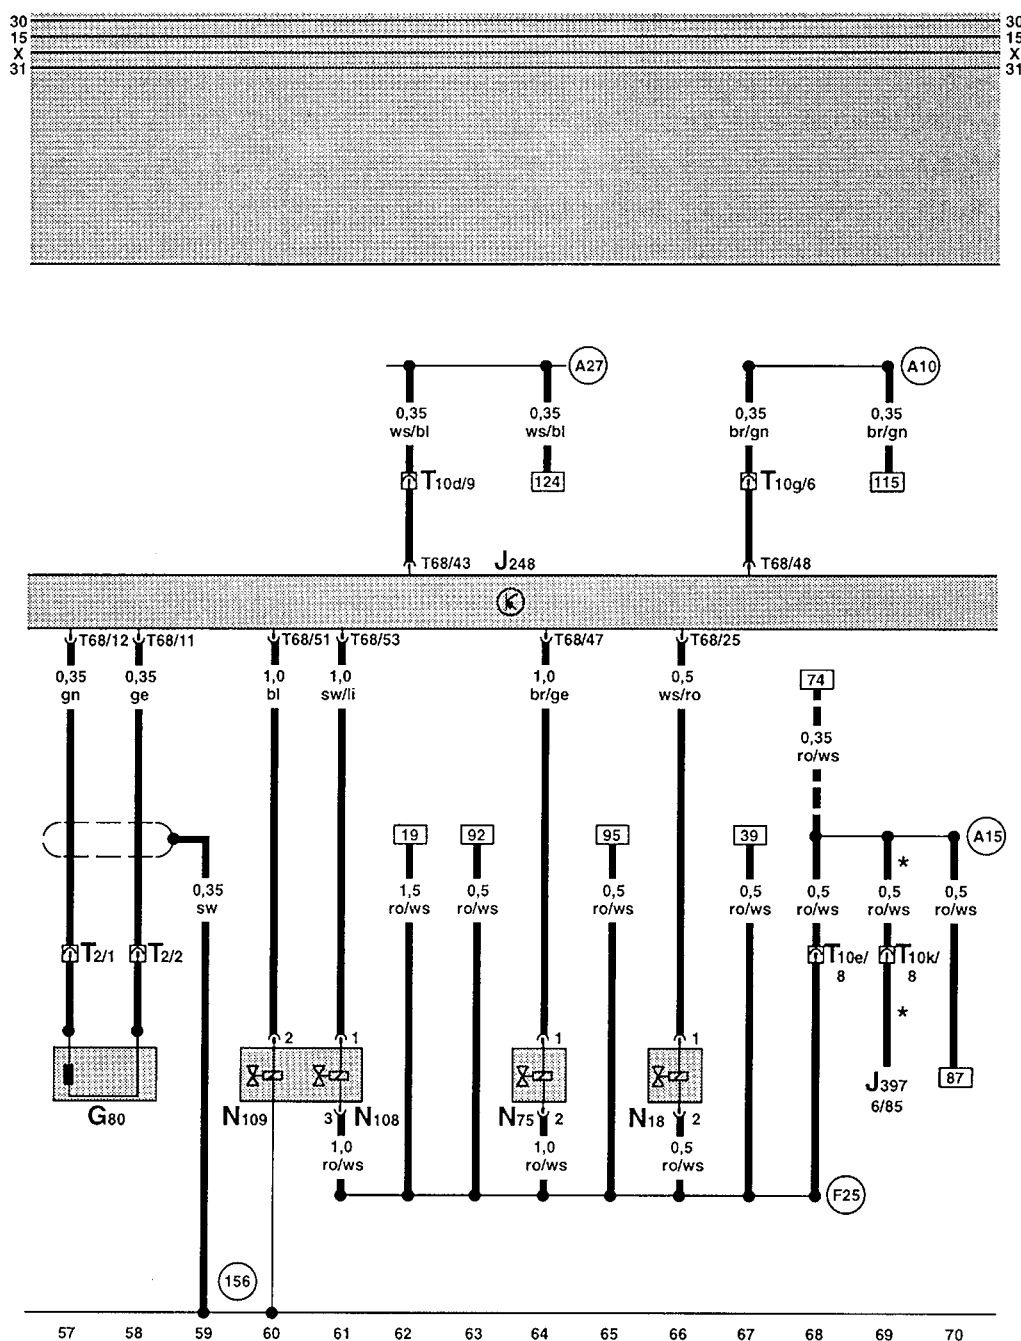 30 30
15 15
X X
31 31
A27 A10
0,35 0,35 0,35 0,35
ws/bl ws/bl br/gn br/gn
T10d/9 124 T10g/6 115
T68/43 J248 T68/48
T68/12 T68/11 T68/51 T68/53 T68/47 T68/25
0,35 0,35 1,0 1,0 1,0 0,5 74
gn ge bl sw/li br/ge ws/ro
0,35
ro/ws
19 92 95 39 A15
*
0,35 1,5 0,5 0,5 0,5 0,5 0,5 0,5
sw ro/ws ro/ws ro/ws ro/ws ro/ws ro/ws ro/ws
T2/1 T2/2 T10e/ T10k/
8 8
*
2 1 1 1
J397 87
6/85
G80 N109 3 N108 N75 2 N18 2
1,0 1,0 0,5
ro/ws ro/ws ro/ws
F25
156
57 58 59 60 61 62 63 64 65 66 67 68 69 70